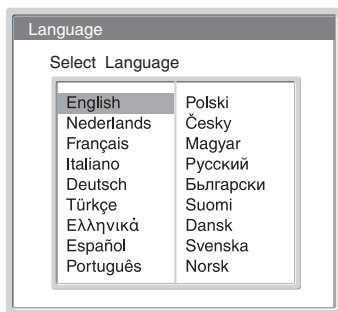 Language
Select Language
English
Nederlands
Français
Italiano
Deutsch
Türkçe
Ελληνικά
Español
Português
Polski
Česky
Magyar
Русский
Бьлгарски
Suomi
Dansk
Svenska
Norsk